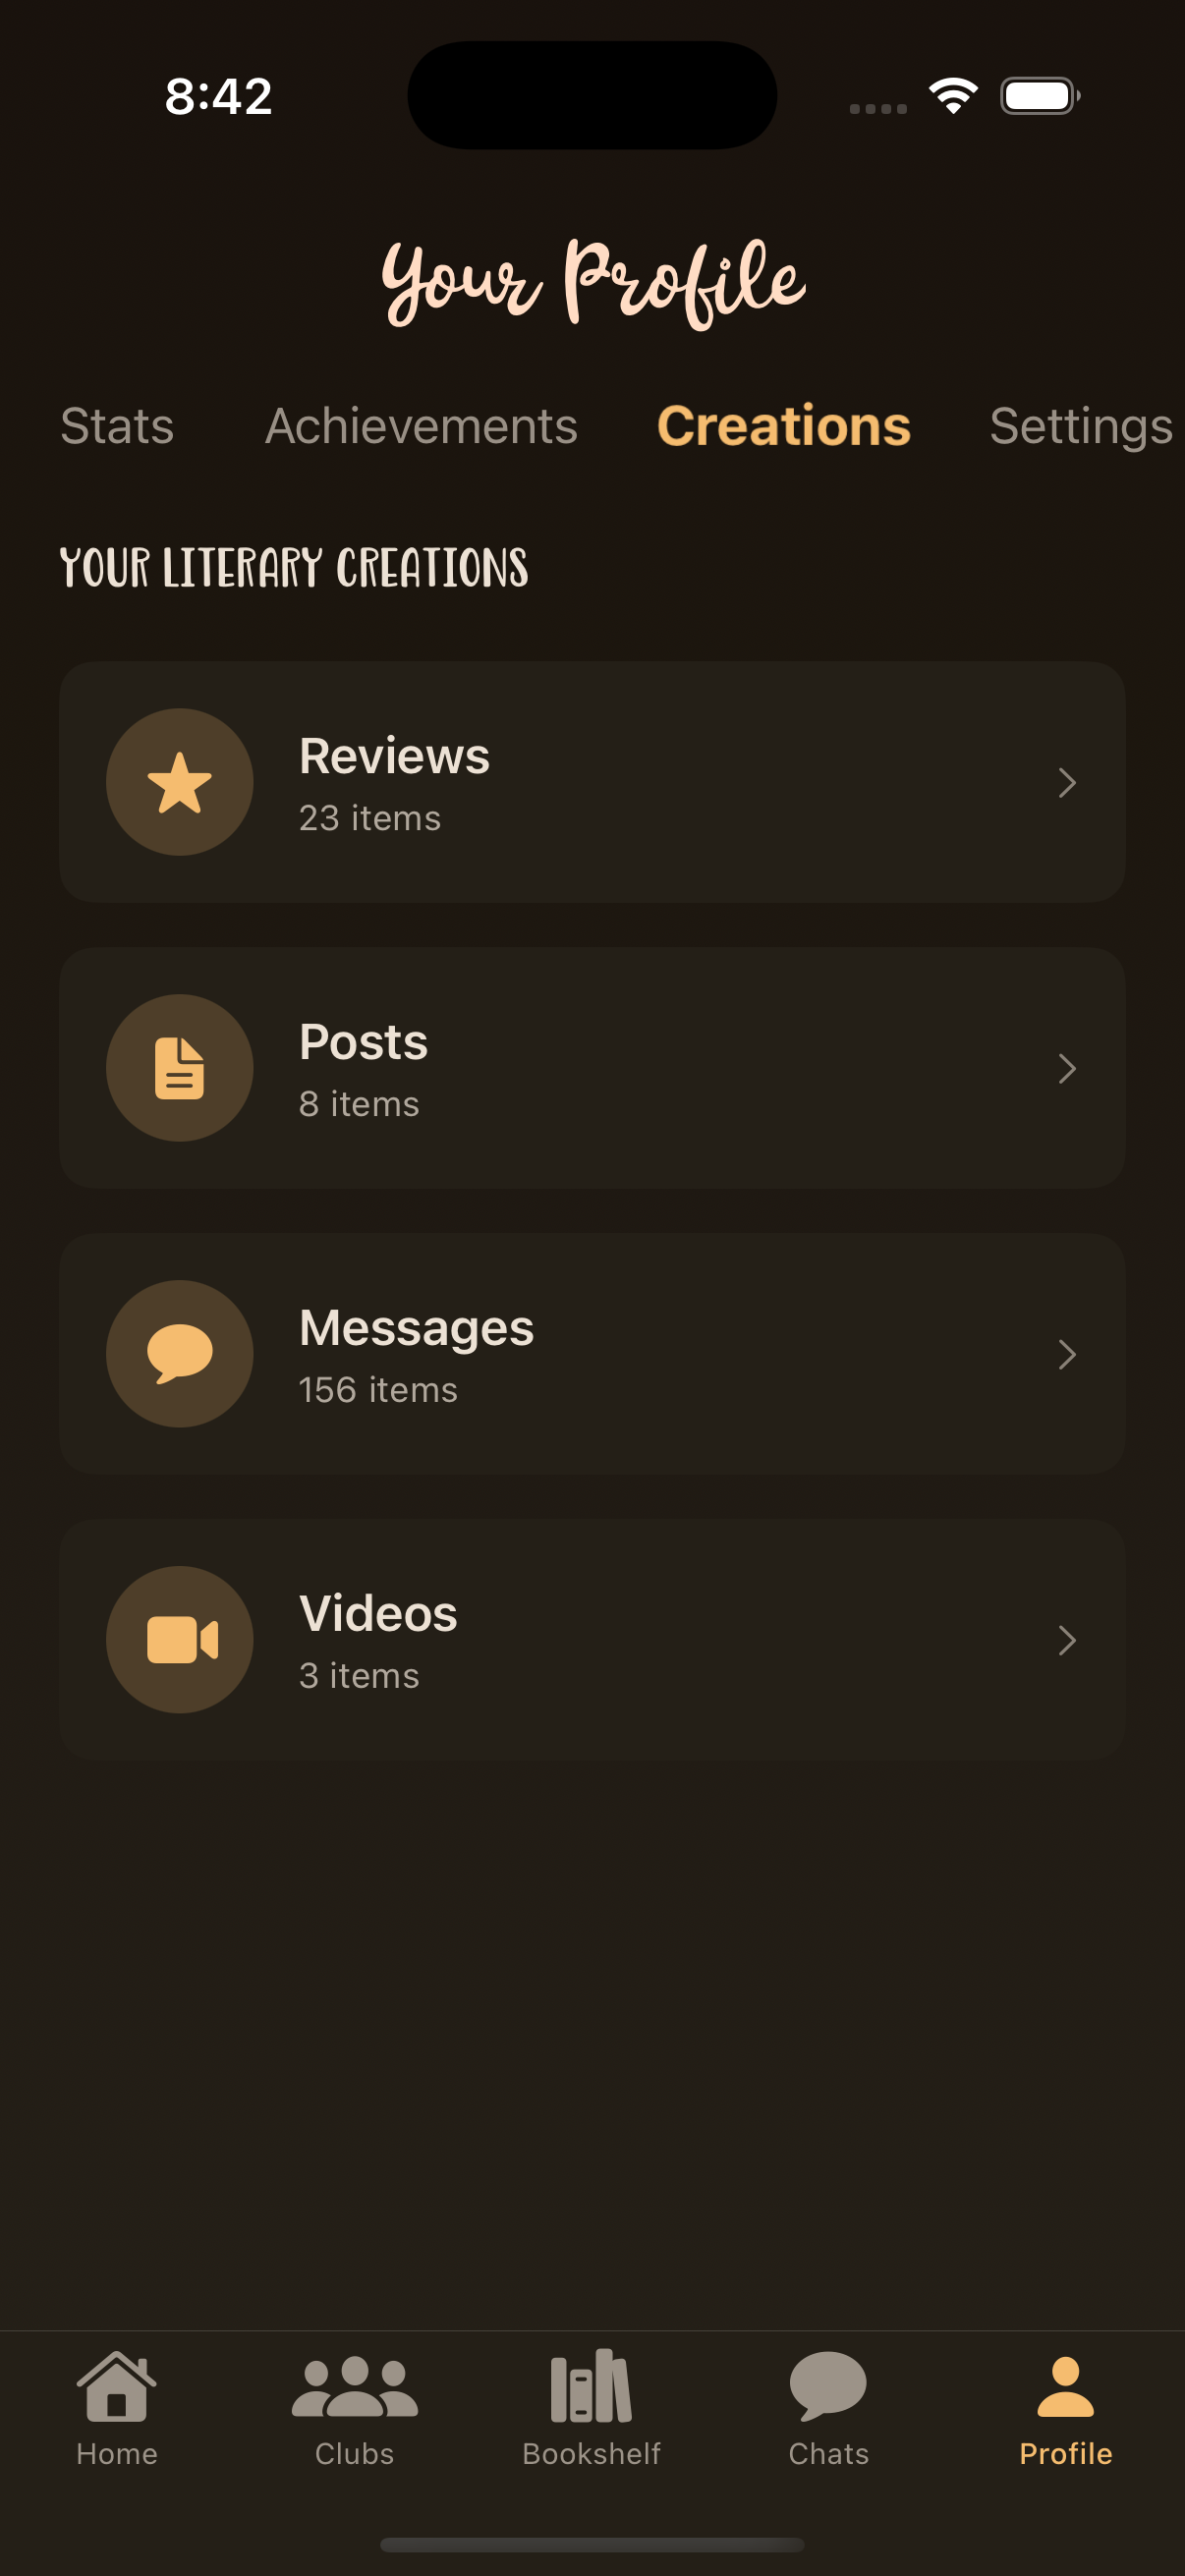 8:42
Your Profile
Stats Achievements Creations Settings
YOUR LITERARY CREATIONS
Reviews
23 items
Posts
8 items
Messages
156 items
Videos
3 items
Home Clubs Bookshelf Chats Profile